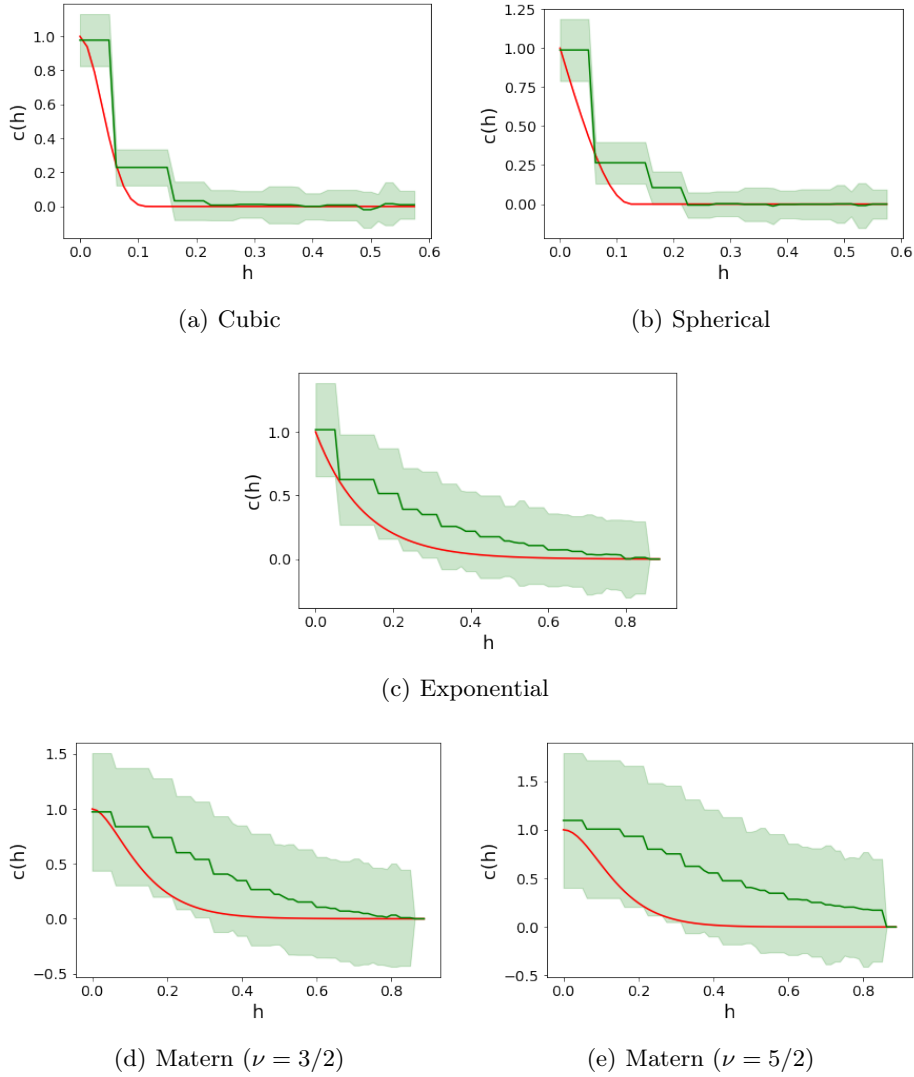 1.0
0.8
0.6
0.4
0.2
0.0
c(h)
0.0 0.1 0.2 0.3 0.4 0.5 0.6
h
(a) Cubic
1.25
1.00
0.75
0.50
0.25
0.00
c(h)
0.0 0.1 0.2 0.3 0.4 0.5 0.6
h
(b) Spherical
1.0
0.5
0.0
c(h)
0.0 0.2 0.4 0.6 0.8
h
(c) Exponential
1.5
1.0
0.5
0.0
−0.5
c(h)
0.0 0.2 0.4 0.6 0.8
h
(d) Matern (ν = 3/2)
1.5
1.0
0.5
0.0
−0.5
c(h)
0.0 0.2 0.4 0.6 0.8
h
(e) Matern (ν = 5/2)